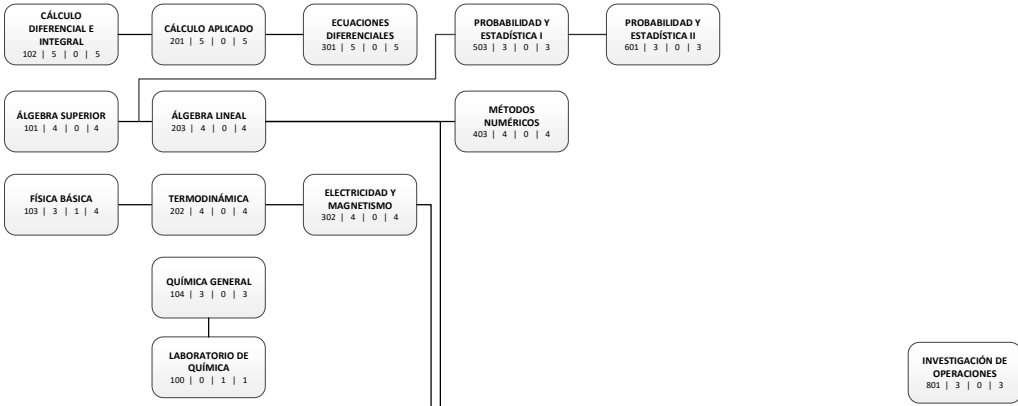 CÁLCULO
DIFERENCIAL E
INTEGRAL
102 | 5 | 0 | 5
CÁLCULO APLICADO
201 | 5 | 0 | 5
ECUACIONES
DIFERENCIALES
301 | 5 | 0 | 5
PROBABILIDAD Y
ESTADÍSTICA I
503 | 3 | 0 | 3
PROBABILIDAD Y
ESTADÍSTICA II
601 | 3 | 0 | 3
ÁLGEBRA SUPERIOR
101 | 4 | 0 | 4
ÁLGEBRA LINEAL
203 | 4 | 0 | 4
MÉTODOS
NUMÉRICOS
403 | 4 | 0 | 4
FÍSICA BÁSICA
103 | 3 | 1 | 4
TERMODINÁMICA
202 | 4 | 0 | 4
ELECTRICIDAD Y
MAGNETISMO
302 | 4 | 0 | 4
QUÍMICA GENERAL
104 | 3 | 0 | 3
LABORATORIO DE
QUÍMICA
100 | 0 | 1 | 1
INVESTIGACIÓN DE
OPERACIONES
801 | 3 | 0 | 3